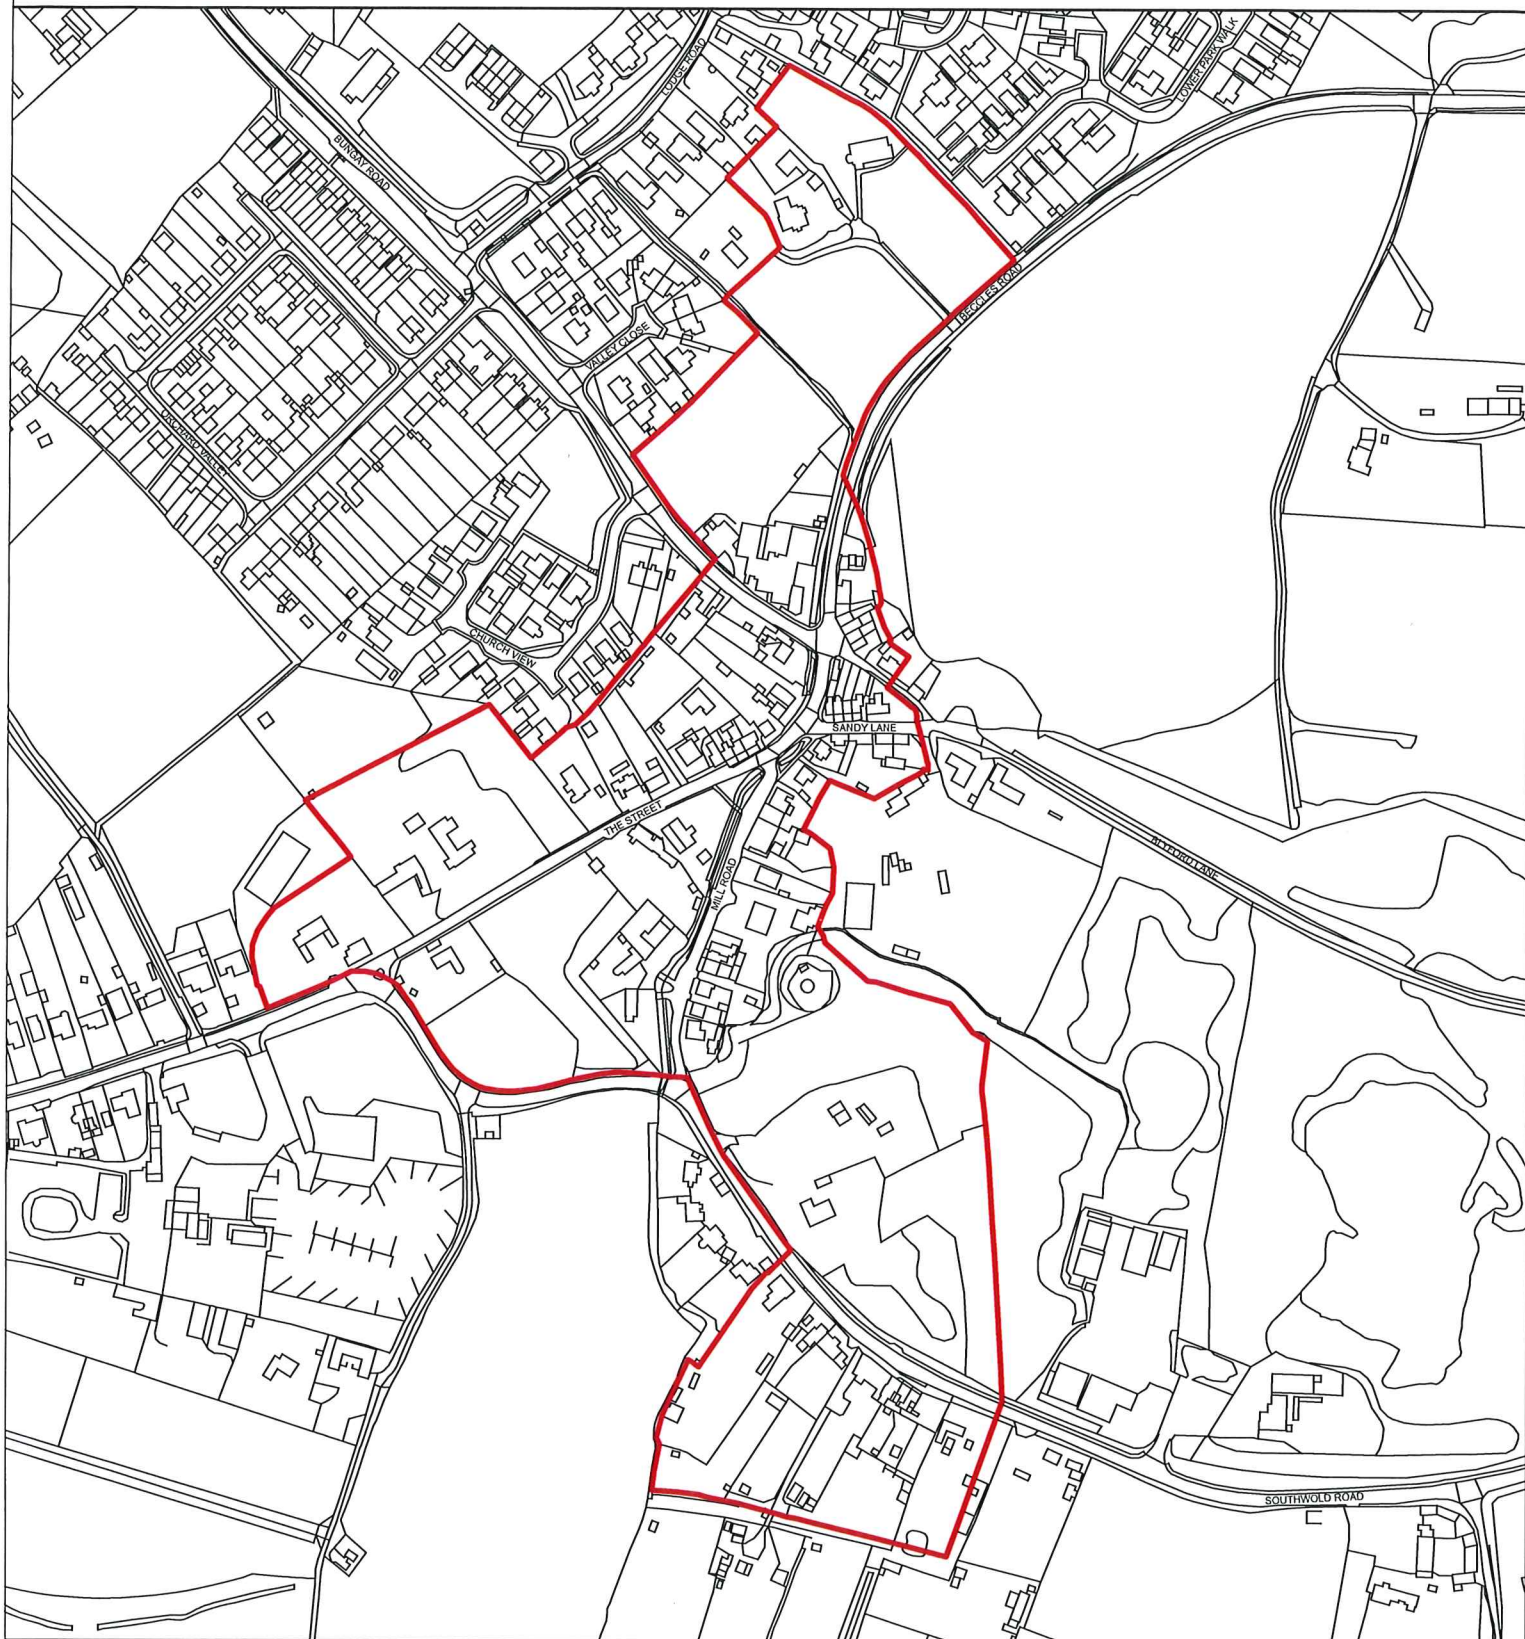 LODGE ROAD
LOWER PARK WALK
BUNGAY ROAD
BECCLES ROAD
VALLEY CLOSE
ORCHARD VALLEY
CHURCH VIEW
SANDY LANE
THE STREET
MILL ROAD
BLYFORD LANE
SOUTHWOLD ROAD